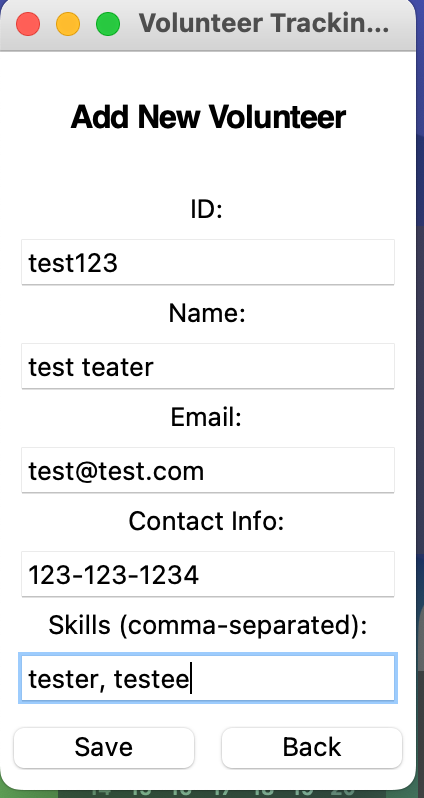 Volunteer Trackin...
Add New Volunteer
ID:
test123
Name:
test teater
Email:
test@test.com
Contact Info:
123-123-1234
Skills (comma-separated):
tester, testee
Save Back